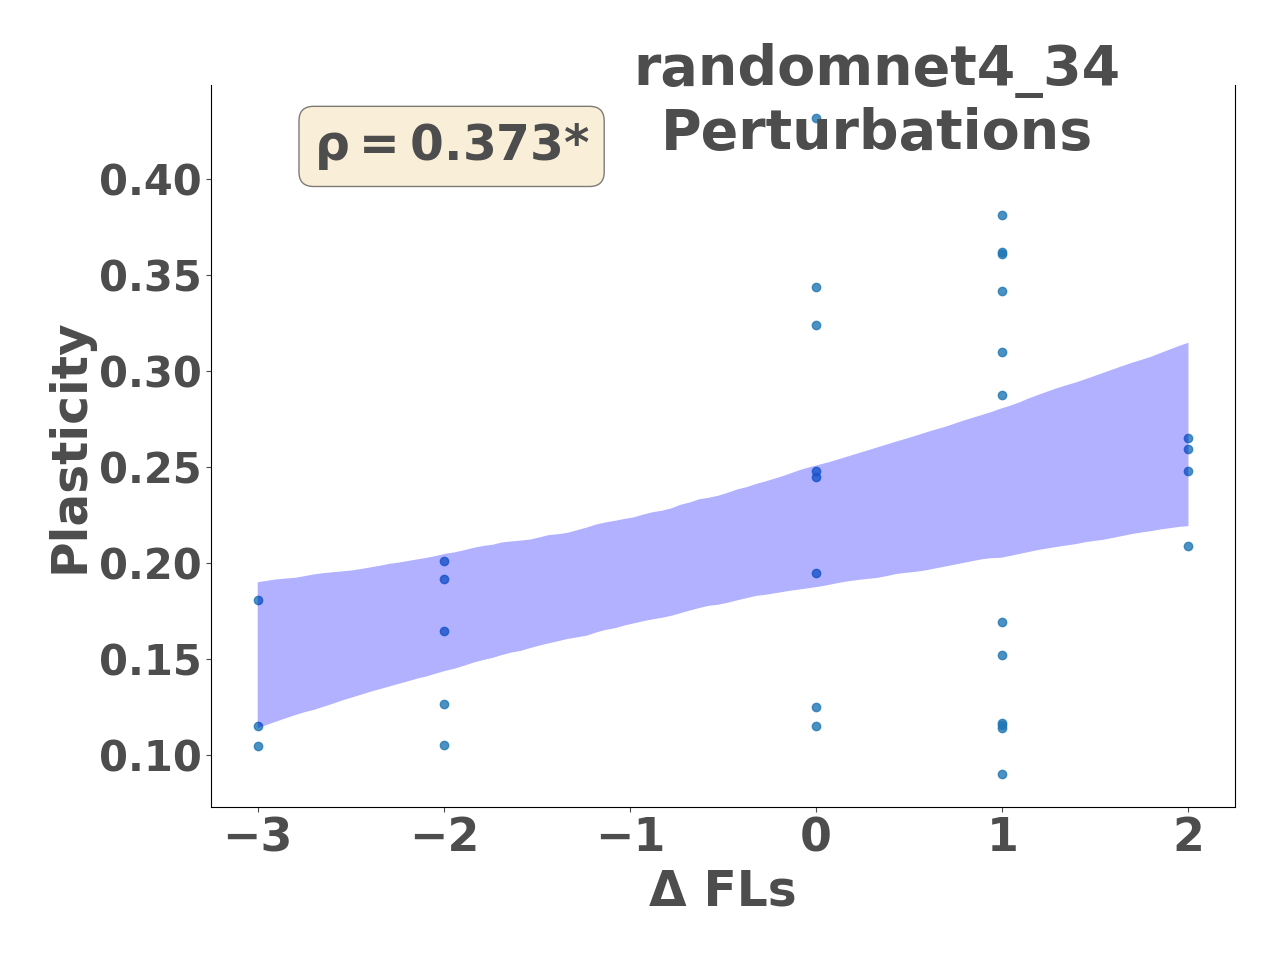 randomnet4_34
Perturbations
ρ = 0.373*
0.40
0.35
0.30
0.25
0.20
0.15
0.10
Plasticity
−3 −2 −1 0 1 2
Δ FLs